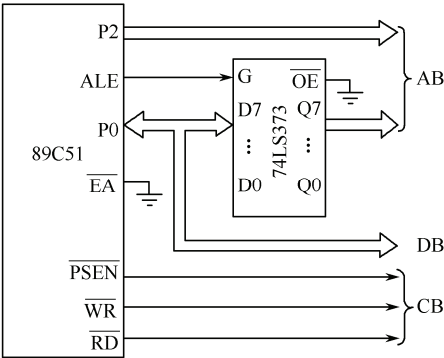 P2
ALE
P0
89C51
EA
PSEN
WR
RD
G
OE
D7
Q7
74LS373
D0
Q0
AB
DB
CB